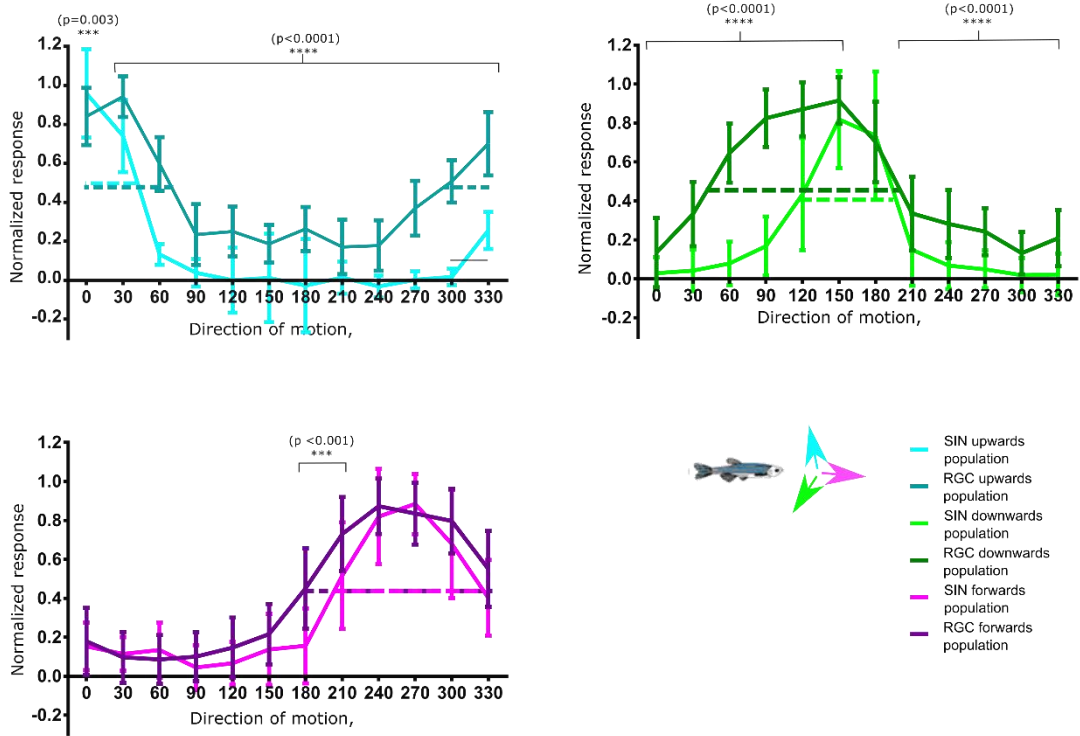 (p=0.003)
***
(p<0.0001)
****
1.2
1.0
0.8
0.6
0.4
0.2
0.0
-0.2
Normalized response
0 30 60 90 120 150 180 210 240 270 300 330
Direction of motion,
(p<0.0001)
****
(p<0.0001)
****
1.2
1.0
0.8
0.6
0.4
0.2
0.0
-0.2
Normalized response
0 30 60 90 120 150 180 210 240 270 300 330
Direction of motion,
(p <0.001)
***
1.2
1.0
0.8
0.6
0.4
0.2
0.0
-0.2
Normalized response
0 30 60 90 120 150 180 210 240 270 300 330
Direction of motion,
SIN upwards
population
RGC upwards
population
SIN downwards
population
RGC downwards
population
SIN forwards
population
RGC forwards
population